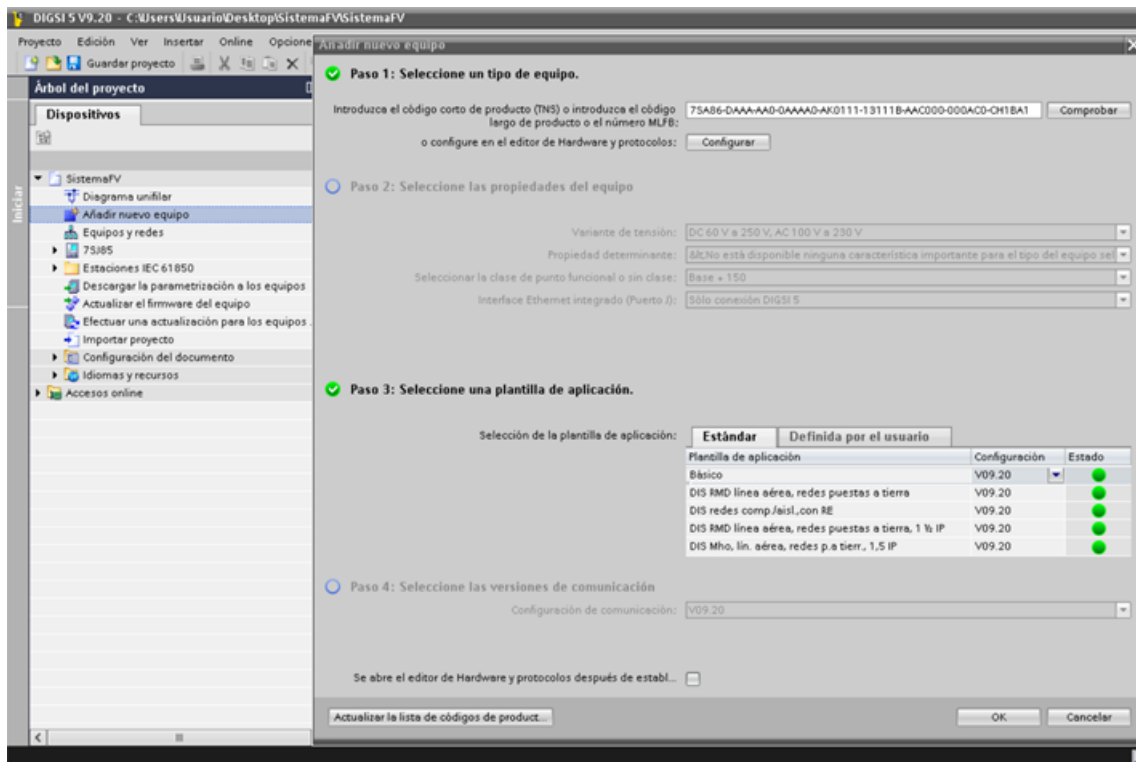 DIGSI 5 V9.20 - C:\Users\Usuario\Desktop\SistemaFV\SistemaFV
Proyecto Edición Ver Insertar Online Opcione
Guardar proyecto
Árbol del proyecto
Dispositivos
Iniciar
SistemaFV
Diagrama unifilar
Añadir nuevo equipo
Equipos y redes
7SJ85
Estaciones IEC 61850
Descargar la parametrización a los equipos
Actualizar el firmware del equipo
Efectuar una actualización para los equipos .
Importar proyecto
Configuración del documento
Idiomas y recursos
Accesos online
Añadir nuevo equipo
Paso 1: Seleccione un tipo de equipo.
Introduzca el código corto de producto (TNS) o introduzca el código
largo de producto o el número MLFB:
7SA86-DAAA-AA0-0AAAA0-AK0111-13111B-AAC000-000AC0-CH1BA1
Comprobar
o configure en el editor de Hardware y protocolos:
Configurar
Paso 2: Seleccione las propiedades del equipo
Variante de tensión: DC 60 V a 250 V, AC 100 V a 230 V
Propiedad determinante: &lt;No está disponible ninguna característica importante para el tipo del equipo sel
Seleccionar la clase de punto funcional o sin clase: Base + 150
Interface Ethernet integrado (Puerto J): Sólo conexión DIGSI 5
Paso 3: Seleccione una plantilla de aplicación.
Selección de la plantilla de aplicación: Estándar Definida por el usuario
Plantilla de aplicación Configuración Estado
Básico V09.20
DIS RMD línea aérea, redes puestas a tierra V09.20
DIS redes comp./aisl.,con RE V09.20
DIS RMD línea aérea, redes puestas a tierra, 1 ½ IP V09.20
DIS Mho, lín. aérea, redes p.a tierr., 1,5 IP V09.20
Paso 4: Seleccione las versiones de comunicación
Configuración de comunicación: V09.20
Se abre el editor de Hardware y protocolos después de establ...
Actualizar la lista de códigos de product...
OK
Cancelar